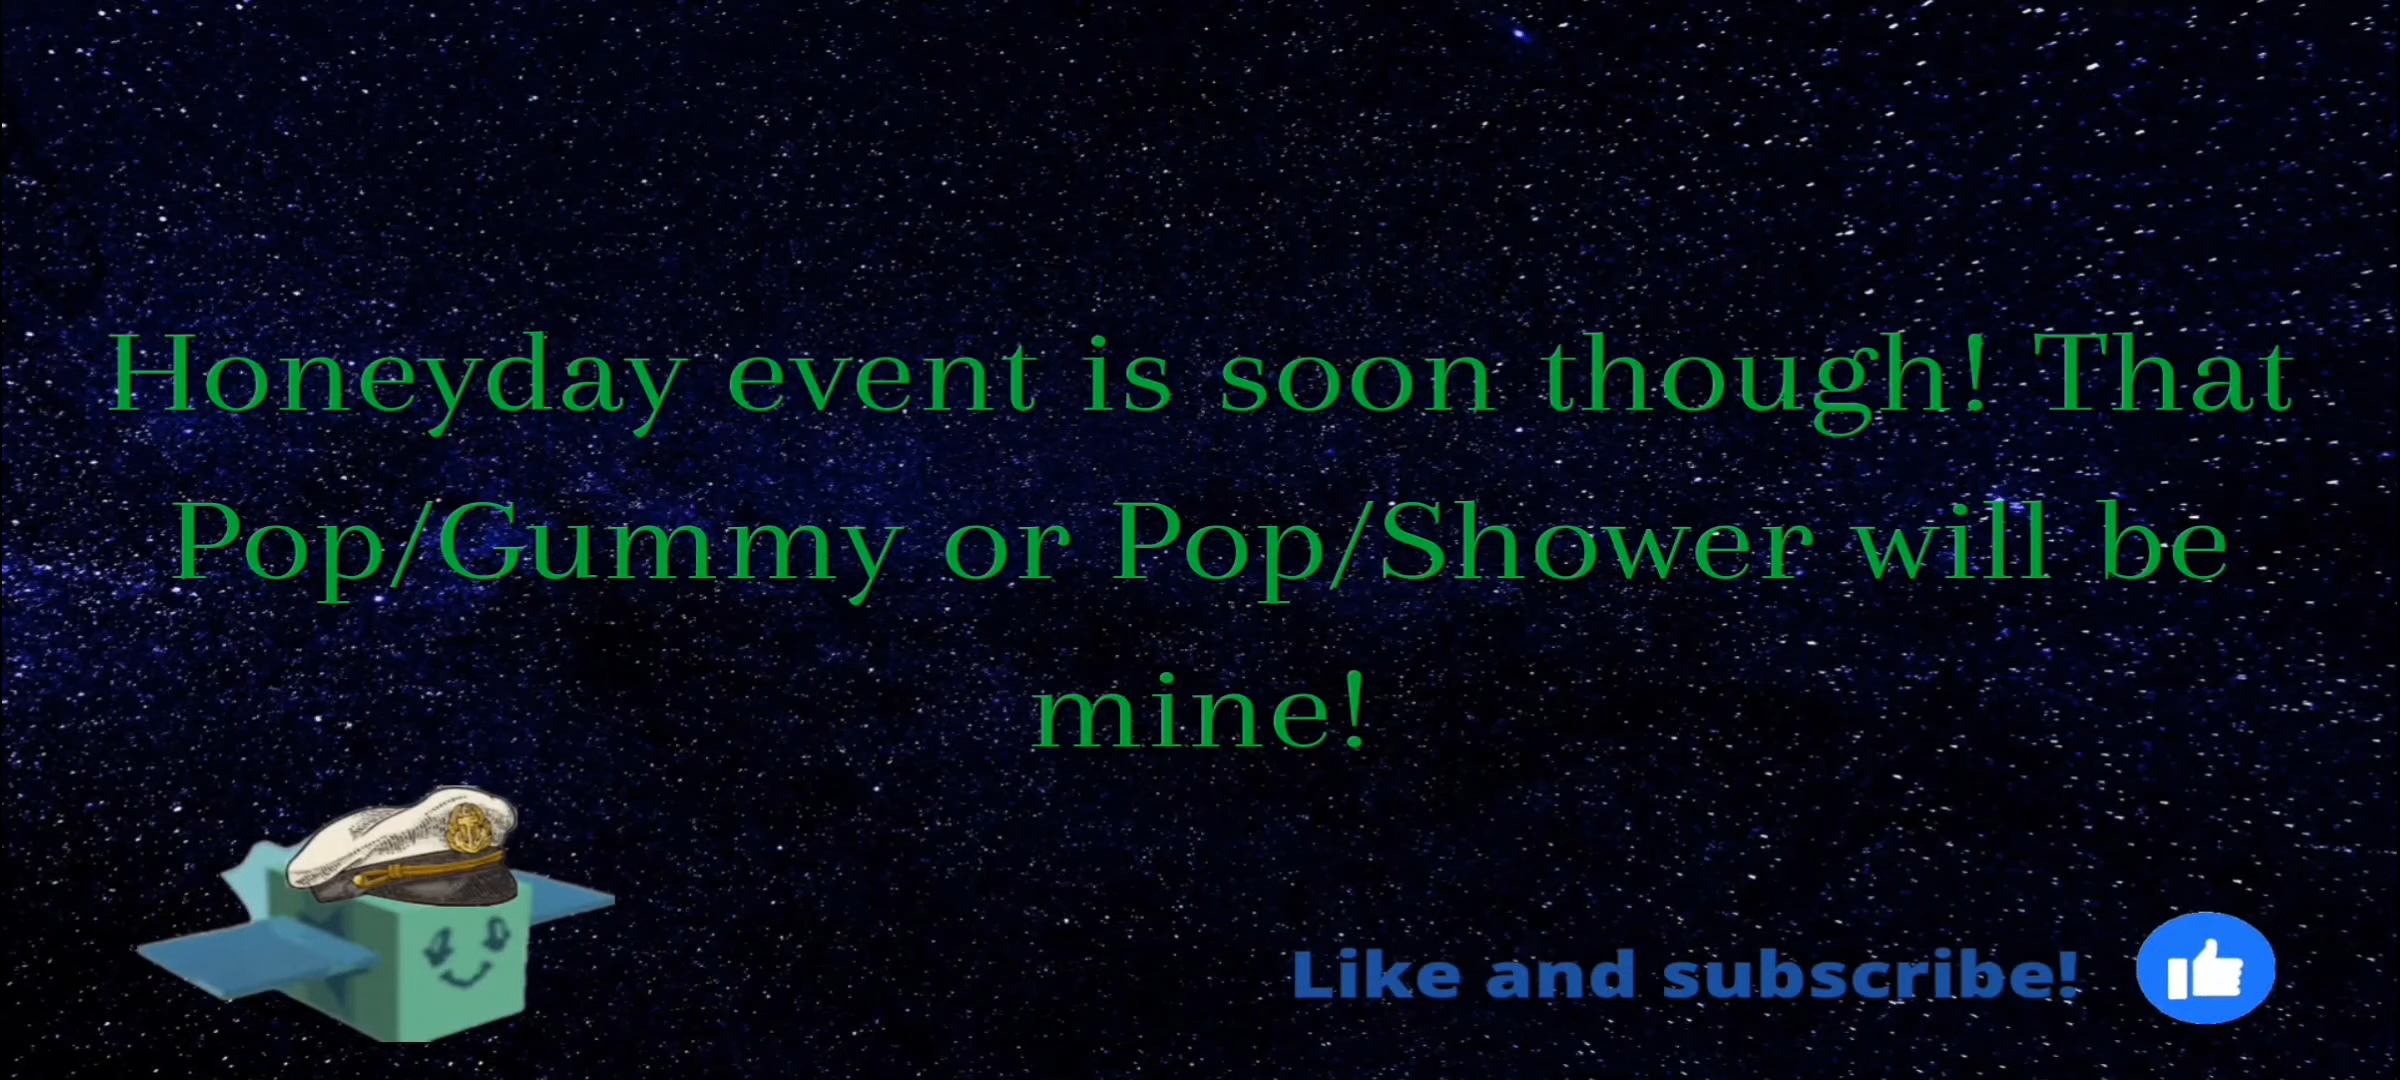 Honeyday event is soon though! That
Pop/Gummy or Pop/Shower will be
mine!
Like and subscribe!